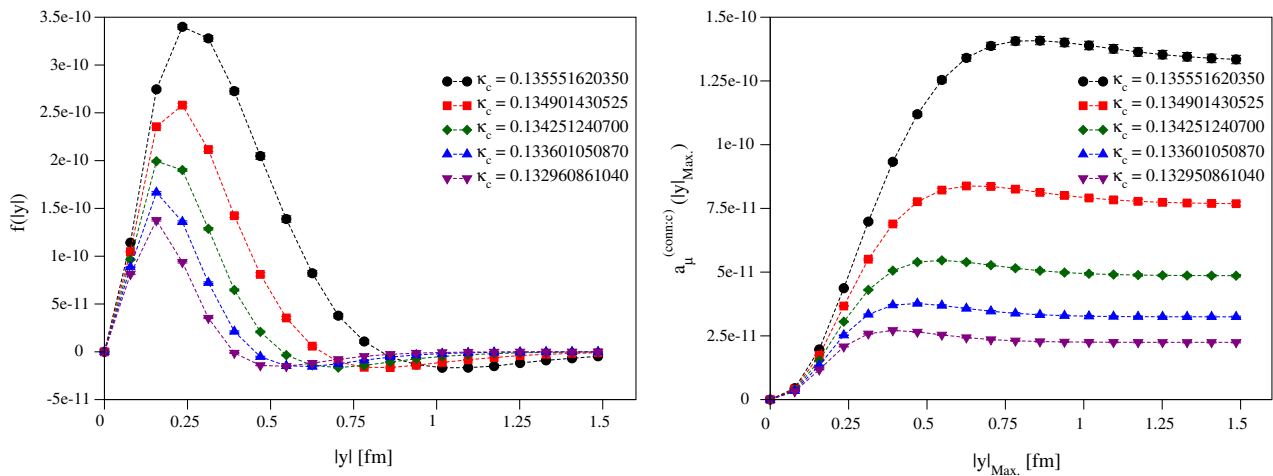 3.5e-10
3e-10
2.5e-10
2e-10
1.5e-10
1e-10
5e-11
0
-5e-11
f(|y|)
0
0.25
0.5
0.75
1
1.25
1.5
|y| [fm]
κc = 0.135551620350
κc = 0.134901430525
κc = 0.134251240700
κc = 0.133601050870
κc = 0.132960861040
1.5e-10
1.25e-10
1e-10
7.5e-11
5e-11
2.5e-11
0e+00
aμ(conn:c) (|y|Max.)
0
0.25
0.5
0.75
1
1.25
1.5
|y|Max. [fm]
κc = 0.135551620350
κc = 0.134901430525
κc = 0.134251240700
κc = 0.133601050870
κc = 0.132950861040